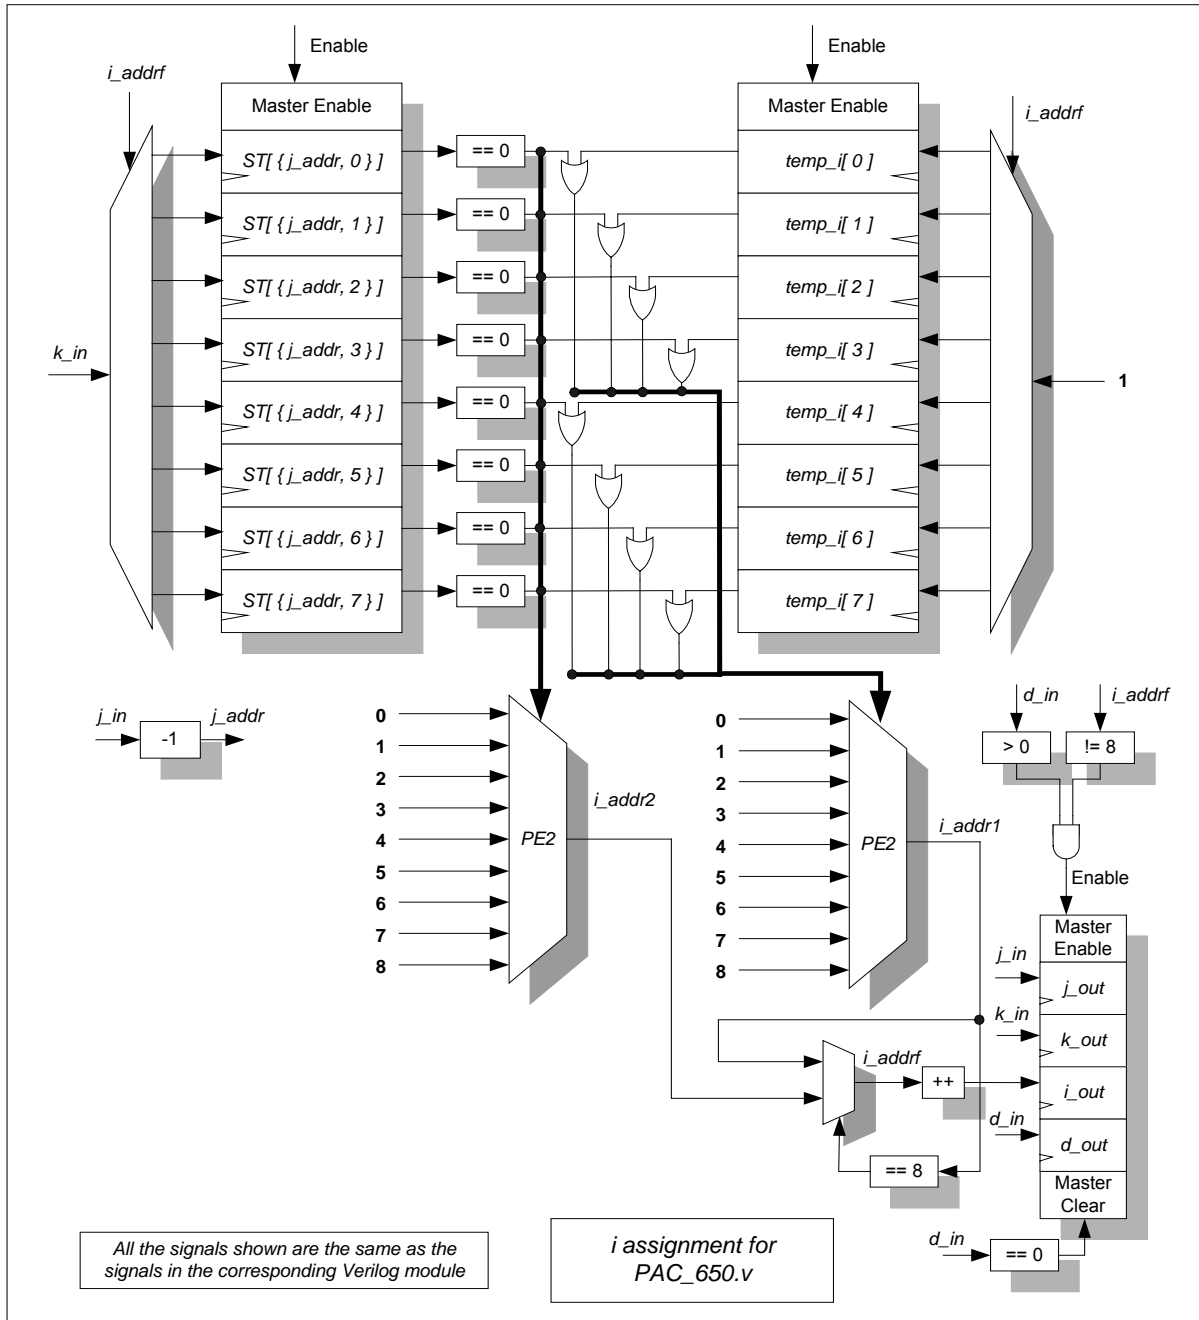 Enable
Enable
i_addrf
i_addrf
Master Enable
Master Enable
ST[ { j_addr, 0 } ]
== 0
temp_i[ 0 ]
ST[ { j_addr, 1 } ]
== 0
temp_i[ 1 ]
ST[ { j_addr, 2 } ]
== 0
temp_i[ 2 ]
ST[ { j_addr, 3 } ]
== 0
temp_i[ 3 ]
k_in
1
ST[ { j_addr, 4 } ]
== 0
temp_i[ 4 ]
ST[ { j_addr, 5 } ]
== 0
temp_i[ 5 ]
ST[ { j_addr, 6 } ]
== 0
temp_i[ 6 ]
ST[ { j_addr, 7 } ]
== 0
temp_i[ 7 ]
j_in
-1
j_addr
0
1
2
3
4
5
6
7
8
PE2
i_addr2
0
1
2
3
4
5
6
7
8
PE2
i_addr1
d_in
i_addrf
> 0
!= 8
Enable
Master
Enable
j_in
j_out
k_in
k_out
i_addrf
++
i_out
d_in
d_out
== 8
Master
Clear
d_in
== 0
All the signals shown are the same as the
signals in the corresponding Verilog module
i assignment for
PAC_650.v